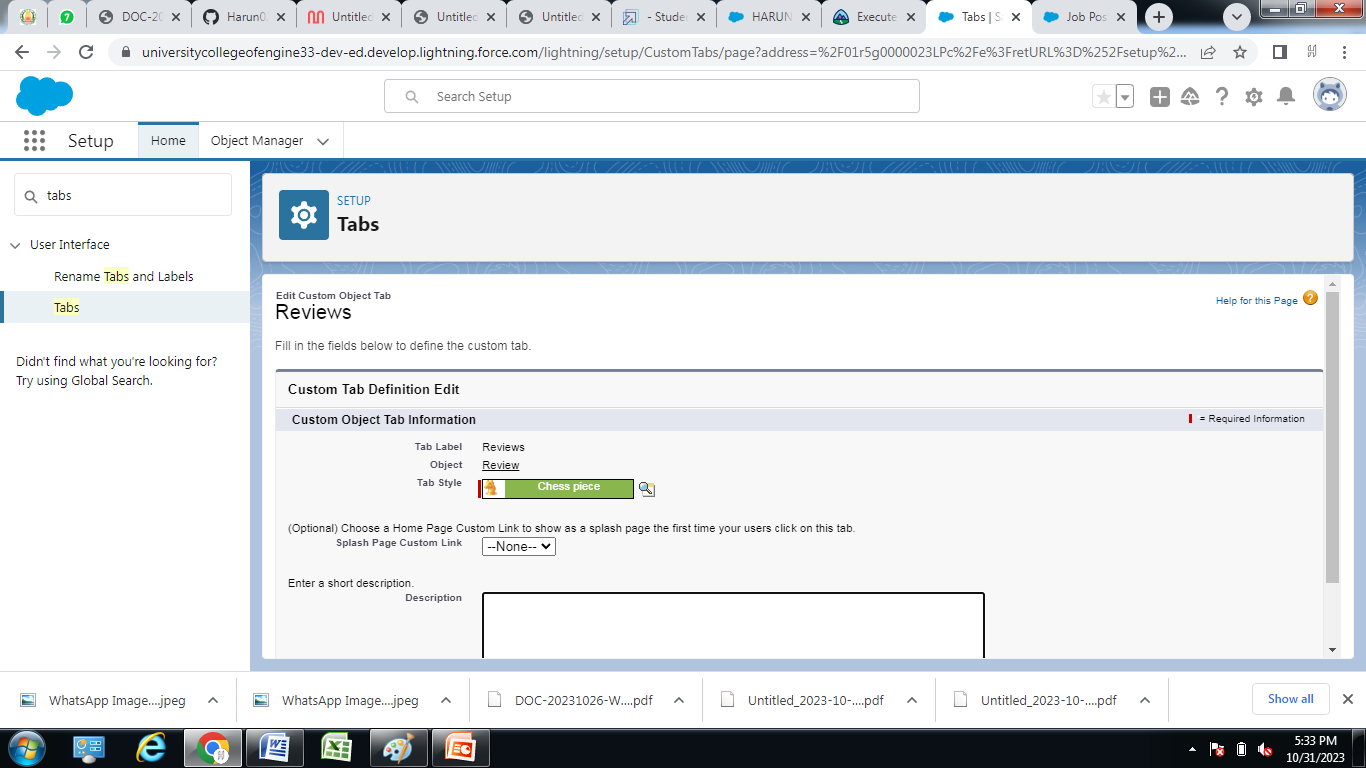 DOC-20
Harun0
Untitled
Untitled
Untitled
- Studer
HARUN
Execute
Tabs | S
Job Pos
universitycollegeofengine33-dev-ed.develop.lightning.force.com/lightning/setup/CustomTabs/page?address=%2F01r5g0000023LPc%2Fe%3FretURL%3D%252Fsetup%2...
Search Setup
Setup
Home
Object Manager
tabs
User Interface
Rename Tabs and Labels
Tabs
Didn't find what you're looking for?
Try using Global Search.
SETUP
Tabs
Edit Custom Object Tab
Reviews
Help for this Page
Fill in the fields below to define the custom tab.
Custom Tab Definition Edit
Custom Object Tab Information
= Required Information
Tab Label Reviews
Object Review
Tab Style Chess piece
(Optional) Choose a Home Page Custom Link to show as a splash page the first time your users click on this tab.
Splash Page Custom Link --None--
Enter a short description.
Description
WhatsApp Image....jpeg
WhatsApp Image....jpeg
DOC-20231026-W....pdf
Untitled_2023-10-....pdf
Untitled_2023-10-....pdf
Show all
5:33 PM
10/31/2023